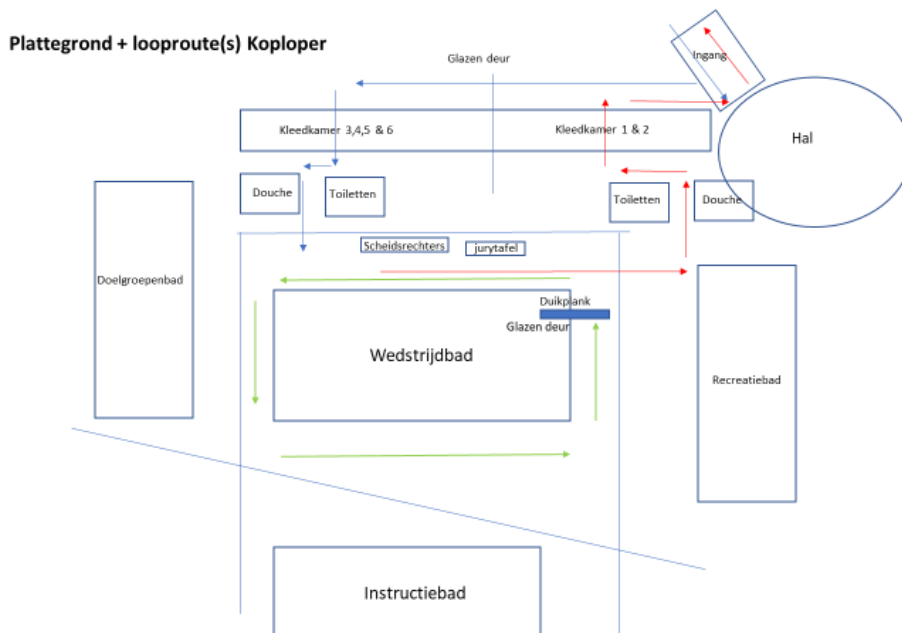 Plattegrond + looproute(s) Koploper
Ingang
Glazen deur
Kleedkamer 3,4,5 & 6
Kleedkamer 1 & 2
Hal
Douche
Toiletten
Toiletten
Douche
Scheidsrechters
jurytafel
Doelgroepenbad
Duikplank
Glazen deur
Wedstrijdbad
Recreatiebad
Instructiebad